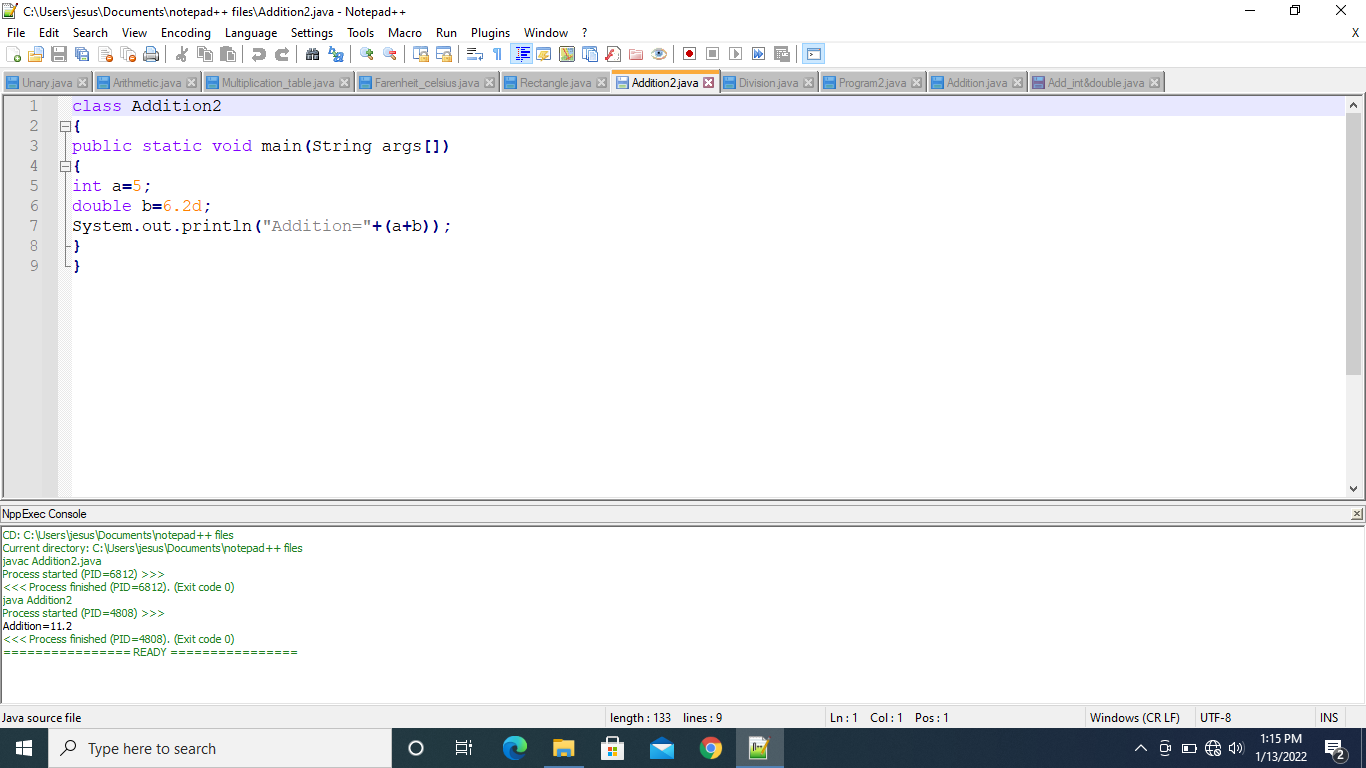 C:\Users\jesus\Documents\notepad++ files\Addition2.java - Notepad++
File Edit Search View Encoding Language Settings Tools Macro Run Plugins Window ? X
Unary.java Arithmetic.java Multiplication_table.java Farenheit_celsius.java Rectangle.java Addition2.java Division.java Program2.java Addition.java Add_int&double.java
1 class Addition2
2 {
3 public static void main(String args[])
4 {
5 int a=5;
6 double b=6.2d;
7 System.out.println("Addition="+(a+b));
8 }
9 }
NppExec Console
CD: C:\Users\jesus\Documents\notepad++ files
Current directory: C:\Users\jesus\Documents\notepad++ files
javac Addition2.java
Process started (PID=6812) >>>
<<< Process finished (PID=6812). (Exit code 0)
java Addition2
Process started (PID=4808) >>>
Addition=11.2
<<< Process finished (PID=4808). (Exit code 0)
================ READY ================
Java source file length : 133 lines : 9 Ln : 1 Col : 1 Pos : 1 Windows (CR LF) UTF-8 INS
Type here to search
1:15 PM
1/13/2022
2